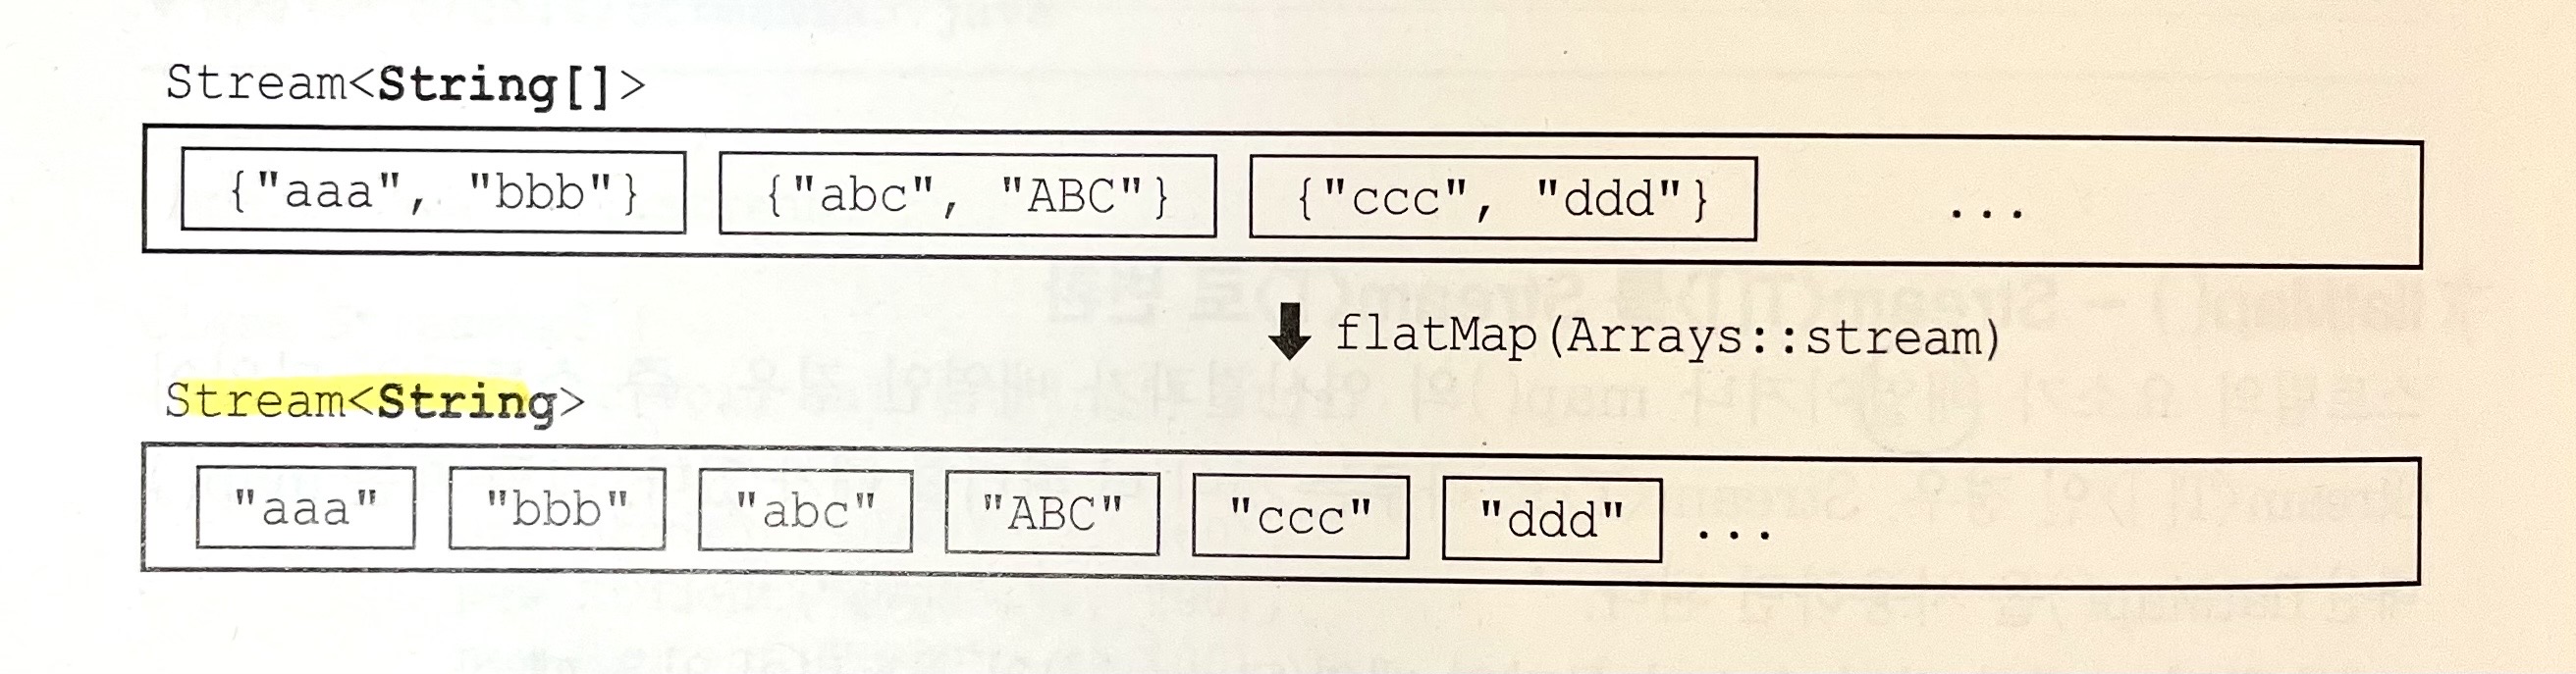 Stream<String[]>
{"aaa", "bbb"} {"abc", "ABC"} {"ccc", "ddd"} ...
flatMap(Arrays::stream)
Stream<String>
"aaa" "bbb" "abc" "ABC" "ccc" "ddd" ...